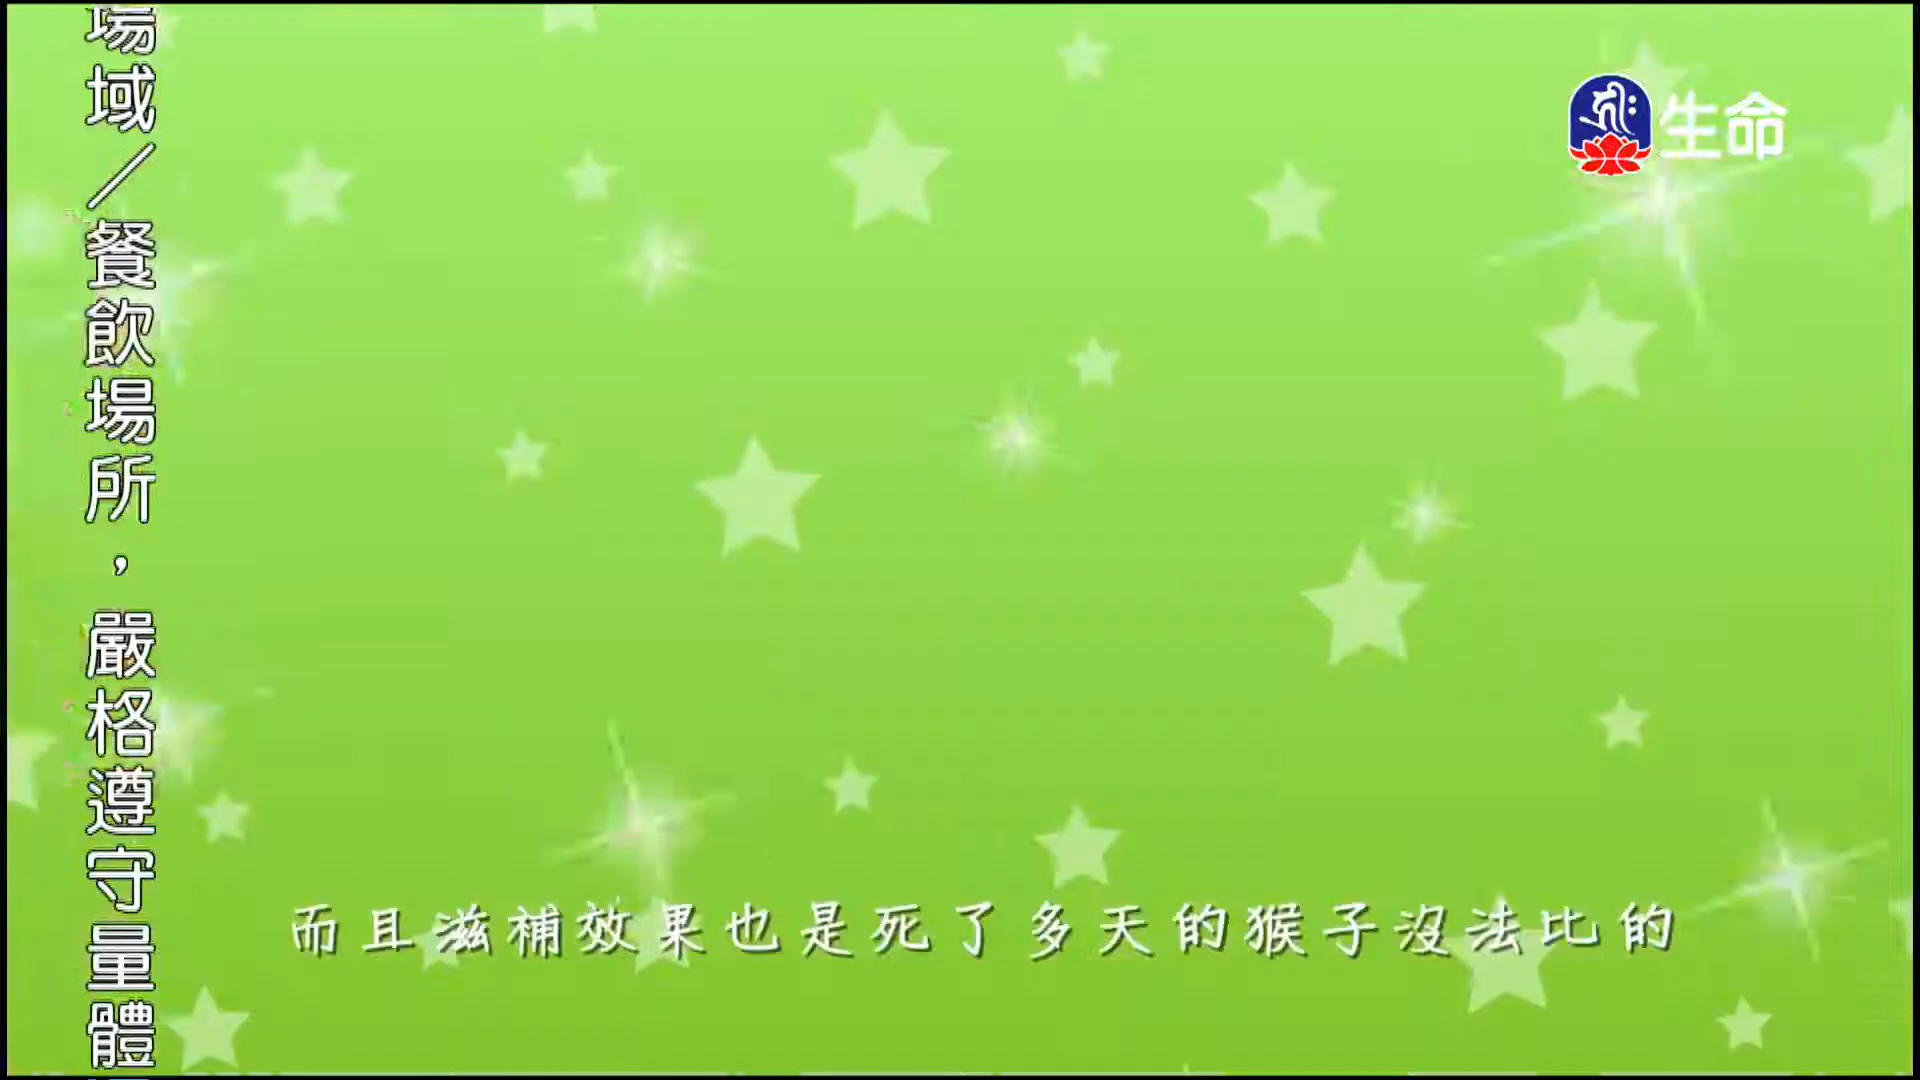 場域／餐飲場所，嚴格遵守量體
生命
而且滋補效果也是死了多天的猴子沒法比的